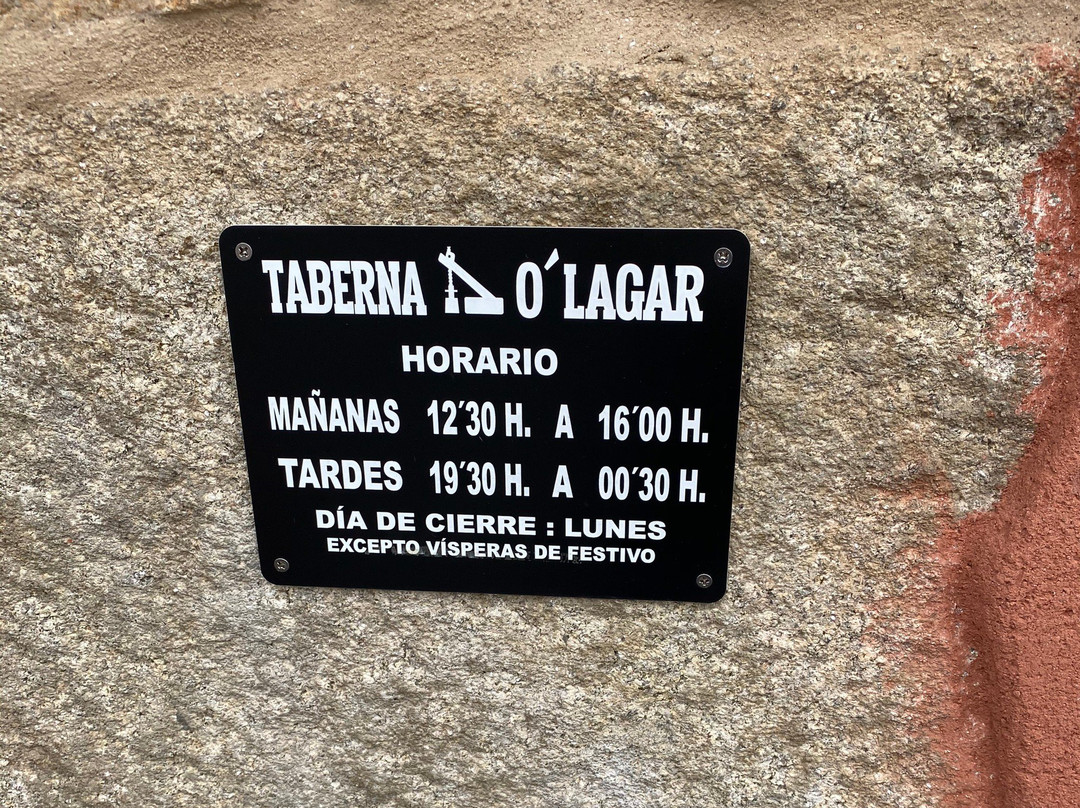 TABERNA O´LAGAR
HORARIO
MAÑANAS 12´30 H. A 16´00 H.
TARDES 19´30 H. A 00´30 H.
DÍA DE CIERRE : LUNES
EXCEPTO VÍSPERAS DE FESTIVO